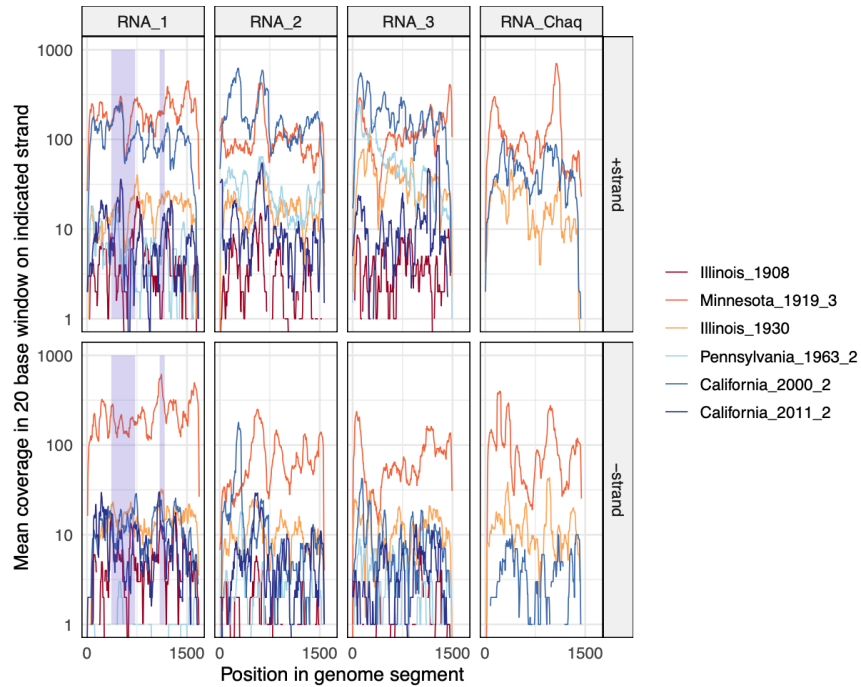 RNA_1 RNA_2 RNA_3 RNA_Chaq
1000
100
10
1
+strand
1000
100
10
1
−strand
0 1500 0 1500 0 1500 0 1500
Position in genome segment
Mean coverage in 20 base window on indicated strand
Illinois_1908
Minnesota_1919_3
Illinois_1930
Pennsylvania_1963_2
California_2000_2
California_2011_2